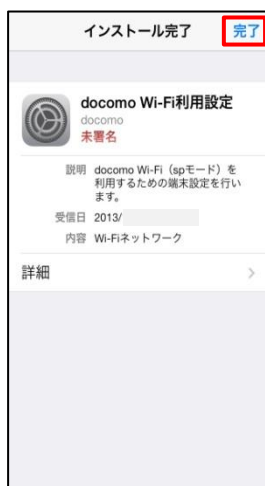 インストール完了 完了
docomo Wi-Fi利用設定
docomo
未署名
説明 docomo Wi-Fi（spモード）を
利用するための端末設定を行い
ます。
受信日 2013/
内容 Wi-Fiネットワーク
詳細